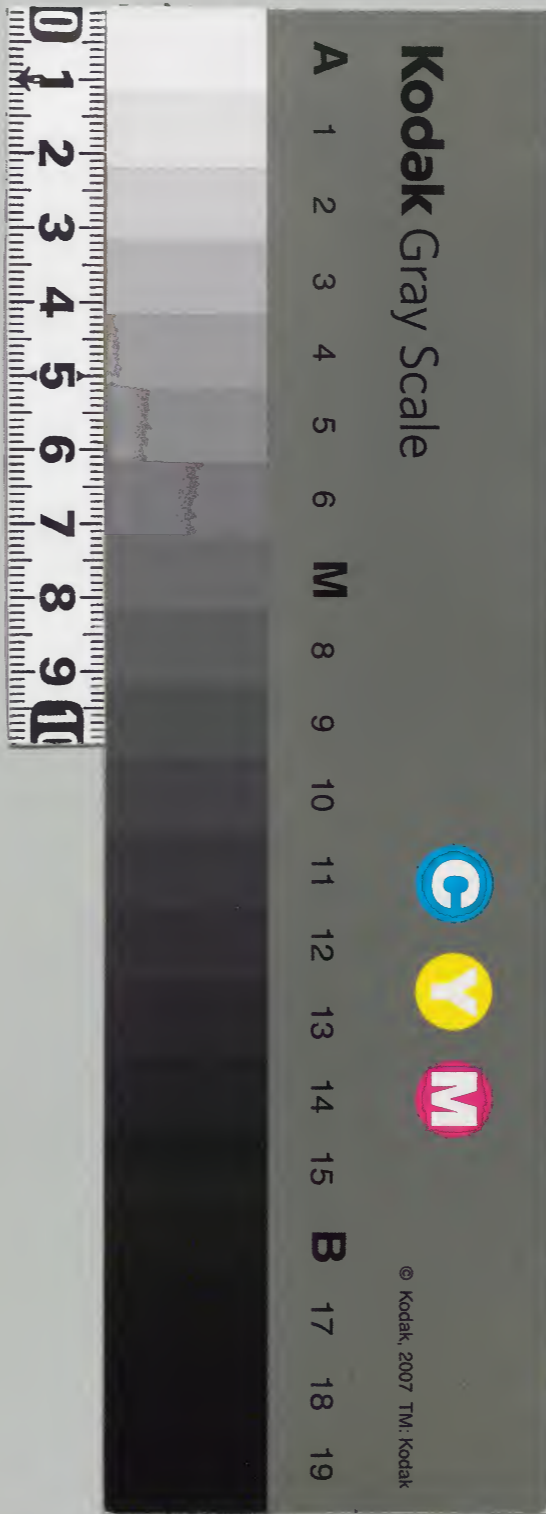 Kodak Gray Scale
C Y M
© Kodak, 2007 TM: Kodak
A 1 2 3 4 5 6 M 8 9 10 11 12 13 14 15 B 17 18 19
0 1 2 3 4 5 6 7 8 9 10